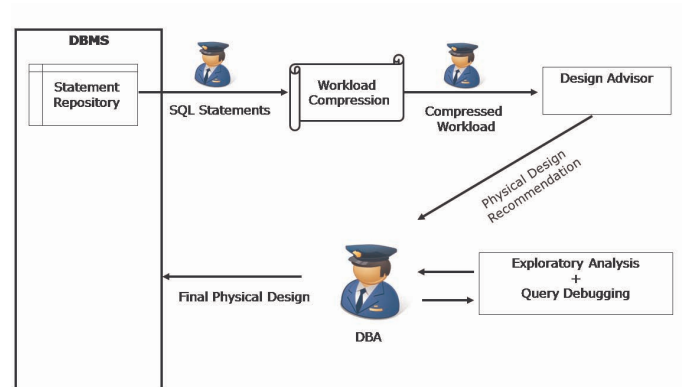 DBMS
Statement
Repository
SQL Statements
Workload
Compression
Compressed
Workload
Design Advisor
Physical Design
Recommendation
Exploratory Analysis
+
Query Debugging
Final Physical Design
DBA